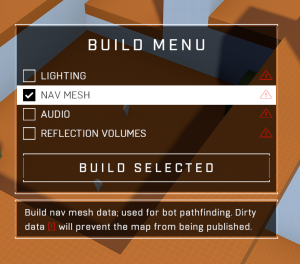 BUILD MENU
LIGHTING
NAV MESH
AUDIO
REFLECTION VOLUMES
BUILD SELECTED
Build nav mesh data; used for bot pathfinding. Dirty
data [!] will prevent the map from being published.